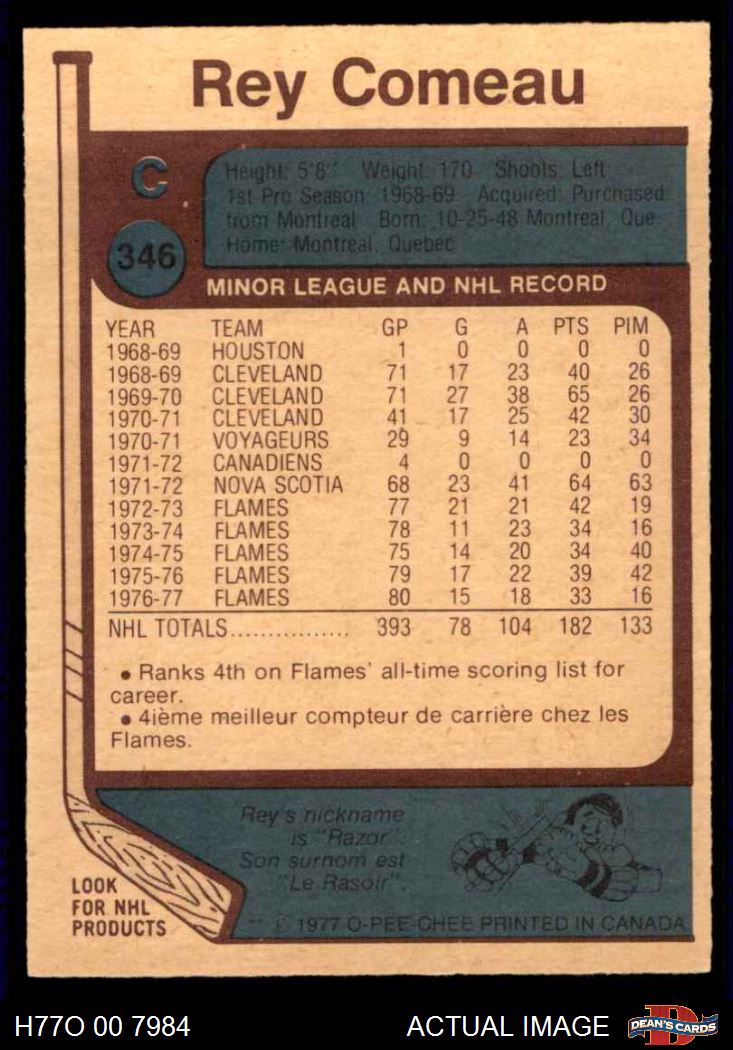 Rey Comeau
C
346
Height: 5'8" Weight: 170 Shoots: Left
1st Pro Season: 1968-69 Acquired: Purchased
from Montreal Born: 10-25-48 Montreal, Que.
Home: Montreal, Quebec
MINOR LEAGUE AND NHL RECORD
YEAR TEAM GP G A PTS PIM
1968-69 HOUSTON 1 0 0 0 0
1968-69 CLEVELAND 71 17 23 40 26
1969-70 CLEVELAND 71 27 38 65 26
1970-71 CLEVELAND 41 17 25 42 30
1970-71 VOYAGEURS 29 9 14 23 34
1971-72 CANADIENS 4 0 0 0 0
1971-72 NOVA SCOTIA 68 23 41 64 63
1972-73 FLAMES 77 21 21 42 19
1973-74 FLAMES 78 11 23 34 16
1974-75 FLAMES 75 14 20 34 40
1975-76 FLAMES 79 17 22 39 42
1976-77 FLAMES 80 15 18 33 16
NHL TOTALS................ 393 78 104 182 133
• Ranks 4th on Flames' all-time scoring list for
career.
• 4ième meilleur compteur de carrière chez les
Flames.
Rey's nickname
is "Razor".
Son surnom est
"Le Rasoir".
LOOK
FOR NHL
PRODUCTS
** © 1977 O-PEE-CHEE PRINTED IN CANADA
H77O 00 7984
ACTUAL IMAGE
D
DEAN'S CARDS